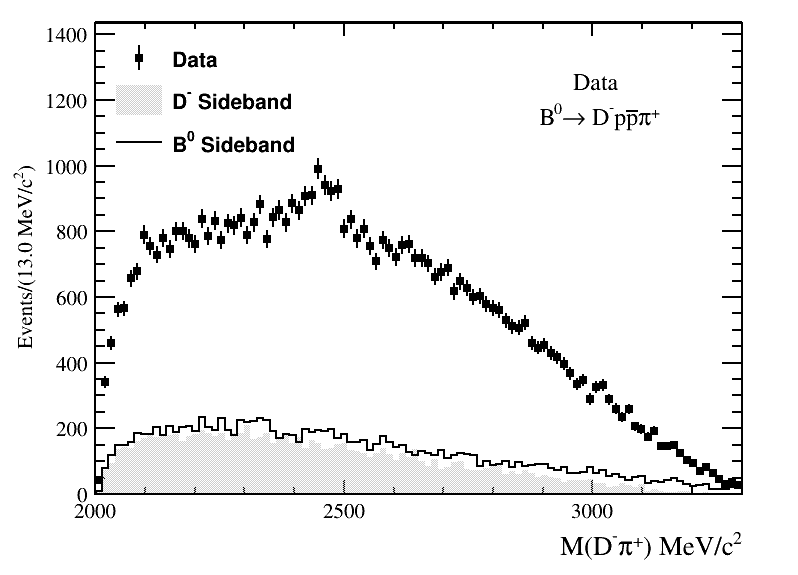 1400
1200
1000
800
600
400
200
0
2000
2500
3000
Events/(13.0 MeV/c²)
M(D⁻π⁺) MeV/c²
Data
D⁻ Sideband
B⁰ Sideband
Data
B⁰→ D⁻pp̅π⁺